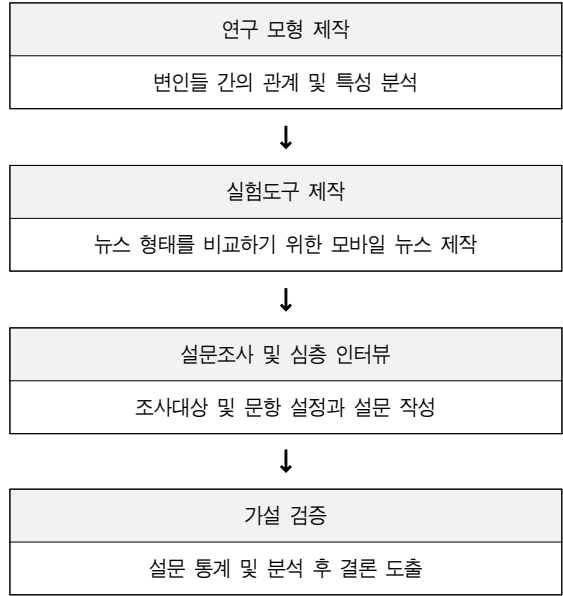 연구 모형 제작
변인들 간의 관계 및 특성 분석
↓
실험도구 제작
뉴스 형태를 비교하기 위한 모바일 뉴스 제작
↓
설문조사 및 심층 인터뷰
조사대상 및 문항 설정과 설문 작성
↓
가설 검증
설문 통계 및 분석 후 결론 도출